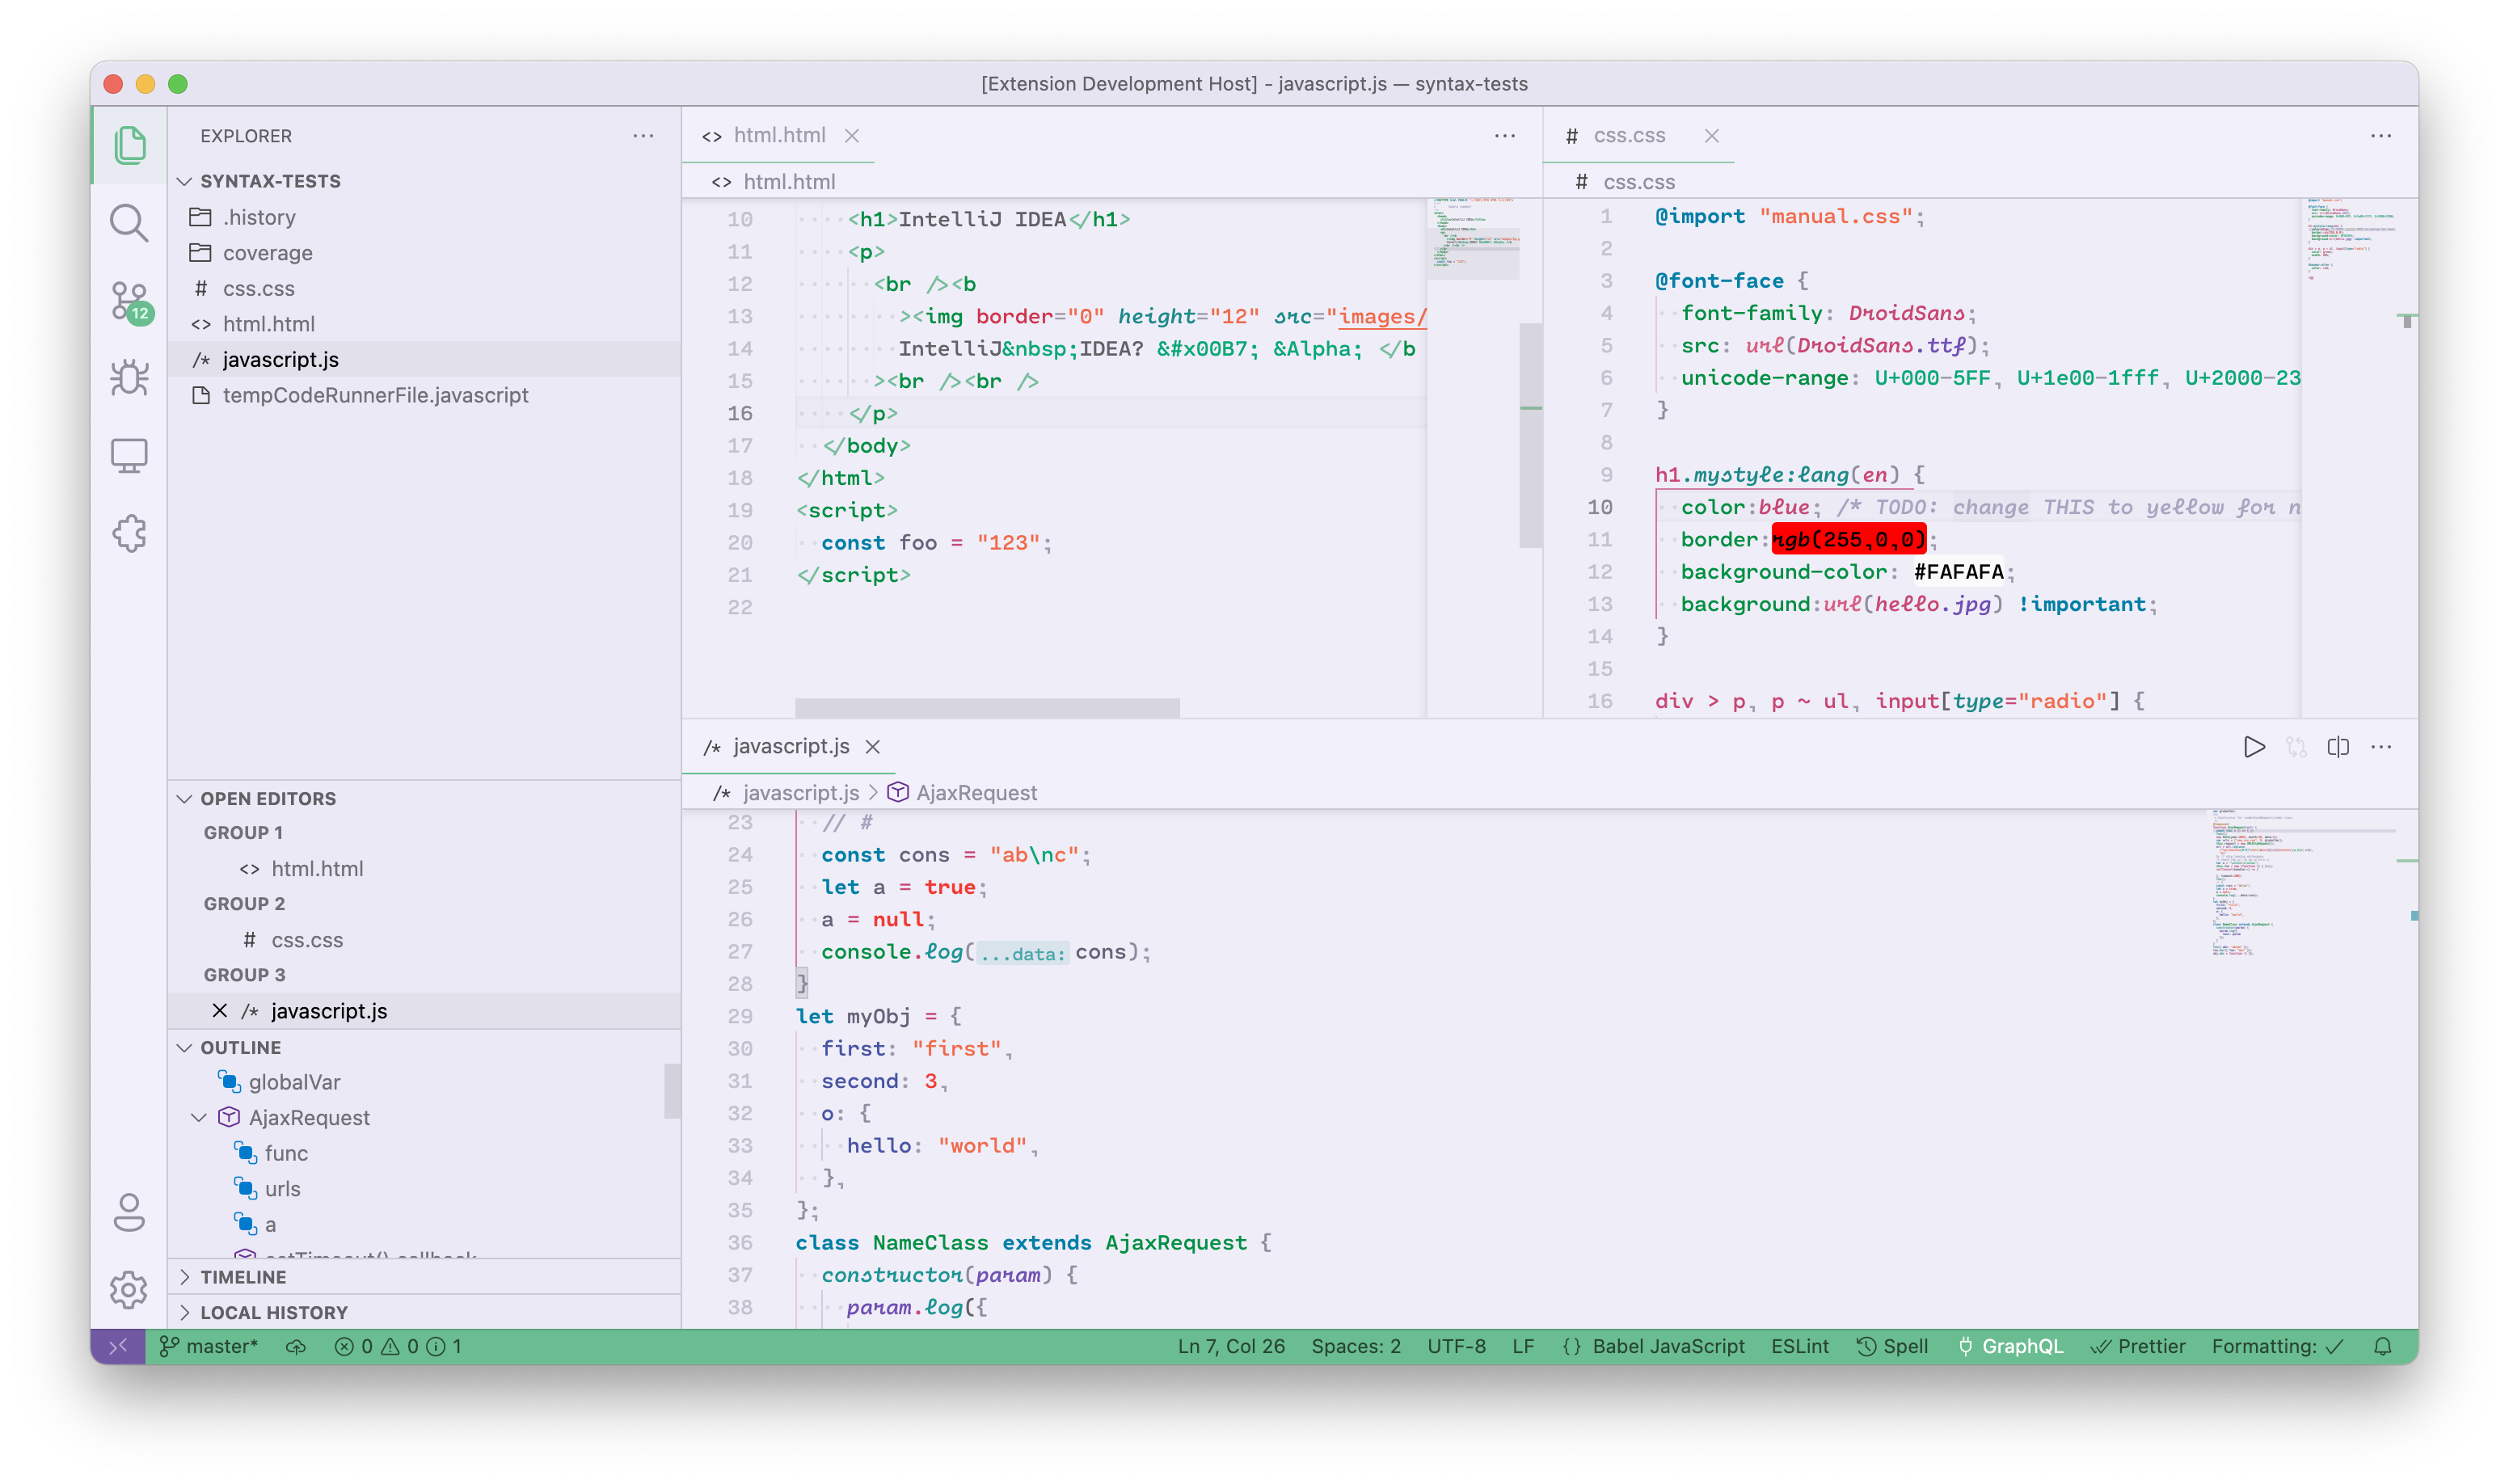 [Extension Development Host] - javascript.js — syntax-tests
EXPLORER
SYNTAX-TESTS
.history
coverage
# css.css
<> html.html
/* javascript.js
tempCodeRunnerFile.javascript
12
OPEN EDITORS
GROUP 1
<> html.html
GROUP 2
# css.css
GROUP 3
/* javascript.js
OUTLINE
globalVar
AjaxRequest
func
urls
a
setTimeout() callback
TIMELINE
LOCAL HISTORY
<> html.html
<> html.html
10 <h1>IntelliJ IDEA</h1>
11 <p>
12 <br /><b
13 ><img border="0" height="12" src="images/
14 IntelliJ&nbsp;IDEA? &#x00B7; &Alpha; </b
15 ><br /><br />
16 </p>
17 </body>
18 </html>
19 <script>
20 const foo = "123";
21 </script>
22
# css.css
# css.css
1 @import "manual.css";
2
3 @font-face {
4 font-family: DroidSans;
5 src: url(DroidSans.ttf);
6 unicode-range: U+000-5FF, U+1e00-1fff, U+2000-23
7 }
8
9 h1.mystyle:lang(en) {
10 color:blue; /* TODO: change THIS to yellow for n
11 border:rgb(255,0,0);
12 background-color: #FAFAFA;
13 background:url(hello.jpg) !important;
14 }
15
16 div > p, p ~ ul, input[type="radio"] {
/* javascript.js
/* javascript.js > AjaxRequest
23 // #
24 const cons = "ab\nc";
25 let a = true;
26 a = null;
27 console.log(...data: cons);
28 }
29 let myObj = {
30 first: "first",
31 second: 3,
32 o: {
33 hello: "world",
34 },
35 };
36 class NameClass extends AjaxRequest {
37 constructor(param) {
38 param.log({
master* 0 0 1 Ln 7, Col 26 Spaces: 2 UTF-8 LF {} Babel JavaScript ESLint Spell GraphQL Prettier Formatting: ✓